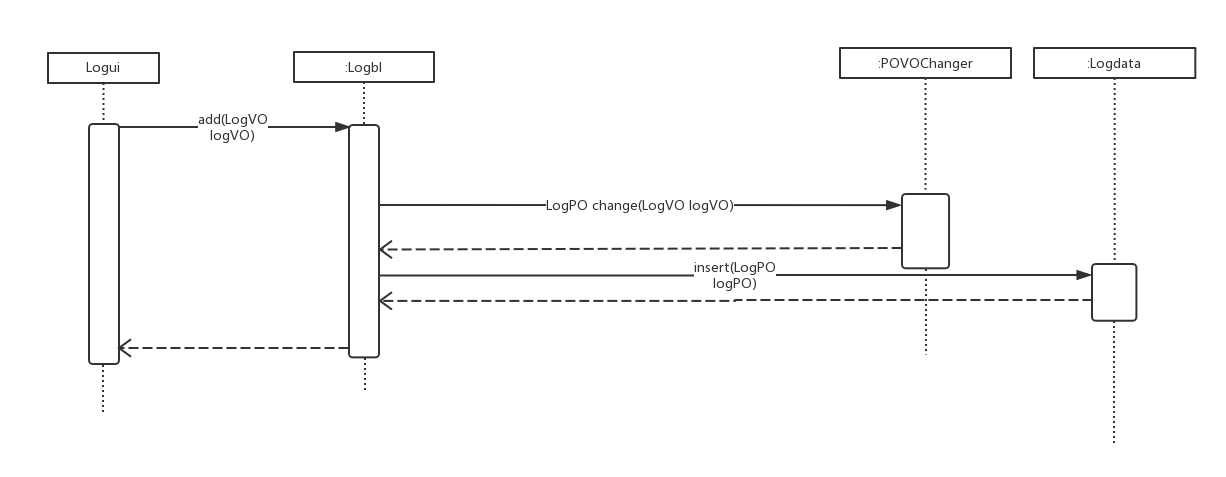 Logui
:Logbl
:POVOChanger
:Logdata
add(LogVO
logVO)
LogPO change(LogVO logVO)
insert(LogPO
logPO)